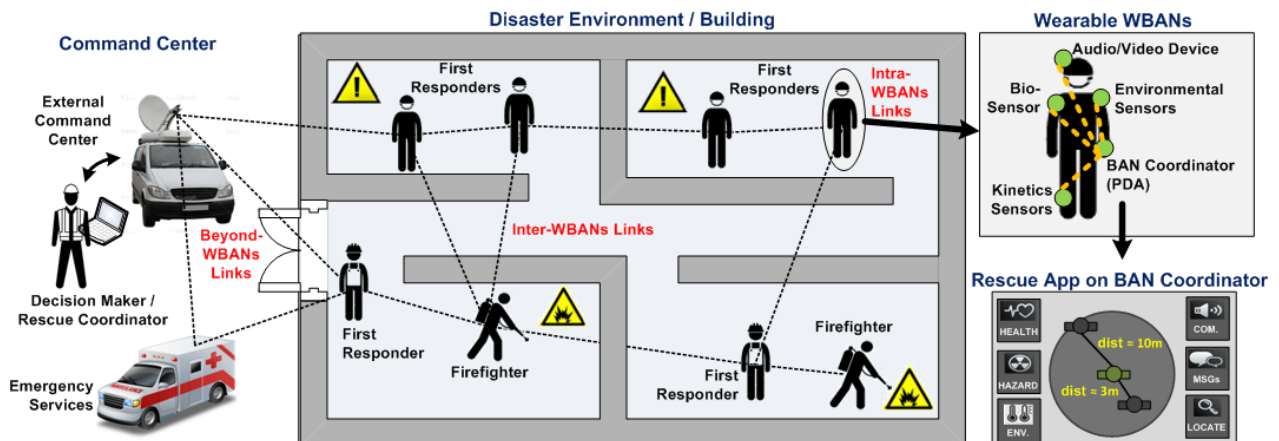 Command Center
External
Command
Center
Decision Maker /
Rescue Coordinator
Emergency
Services
AMBULANCE
Beyond-
WBANs
Links
Disaster Environment / Building
First
Responders
First
Responders
Intra-
WBANs
Links
Inter-WBANs Links
First
Responder
Firefighter
First
Responder
Firefighter
Wearable WBANs
Audio/Video Device
Bio-
Sensor
Environmental
Sensors
BAN Coordinator
(PDA)
Kinetics
Sensors
Rescue App on BAN Coordinator
HEALTH
HAZARD
ENV.
dist ≈ 10m
dist ≈ 3m
COM.
MSGs
LOCATE